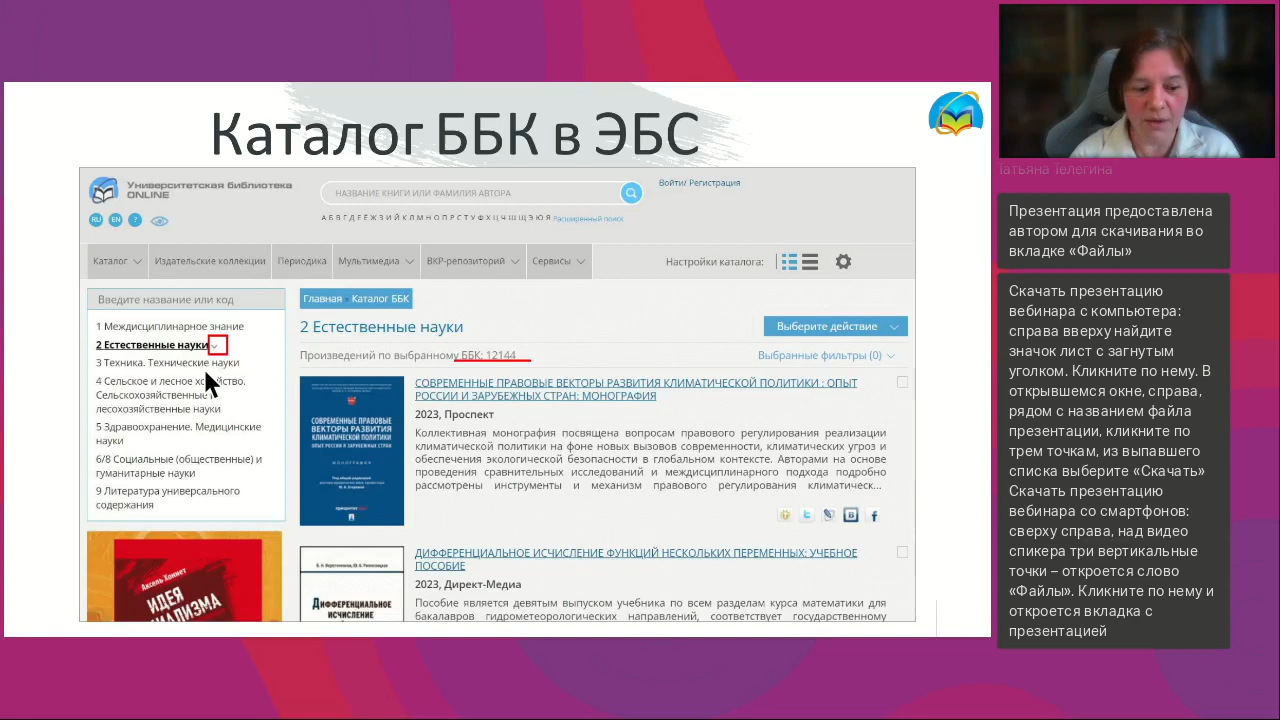 Каталог ББК в ЭБС
Университетская библиотека
ONLINE
НАЗВАНИЕ КНИГИ ИЛИ ФАМИЛИЯ АВТОРА
Войти/ Регистрация
RU EN ?
А Б В Г Д Е Ё Ж З И Й К Л М Н О П Р С Т У Ф Х Ц Ч Ш Щ Э Ю Я Расширенный поиск
Каталог
Издательские коллекции
Периодика
Мультимедиа
ВКР-репозиторий
Сервисы
Настройки каталога:
Введите название или код
1 Междисциплинарное знание
2 Естественные науки
3 Техника. Технические науки
4 Сельское и лесное
Сельскохозяйственные
лесохозяйственные науки
5 Здравоохранение. Медицинские
науки
6/8 Социальные (общественные) и
гуманитарные науки
9 Литература универсального
содержания
Аксель Хоннет
ИДЕЯ
Главная
Каталог ББК
2 Естественные науки
Выберите действие
Произведений по выбранному ББК: 12144
Выбранные фильтры (0)
СОВРЕМЕННЫЕ ПРАВОВЫЕ
ВЕКТОРЫ РАЗВИТИЯ
КЛИМАТИЧЕСКОЙ ПОЛИТИКИ
ОПЫТ РОССИИ И ЗАРУБЕЖНЫХ СТРАН
МОНОГРАФИЯ
СОВРЕМЕННЫЕ ПРАВОВЫЕ ВЕКТОРЫ РАЗВИТИЯ КЛИМАТИЧЕСКОЙ ПОЛИТИКИ : ОПЫТ
РОССИИ И ЗАРУБЕЖНЫХ СТРАН: МОНОГРАФИЯ
2023, Проспект
Коллективная монография посвящена вопросам правового регулирования реализации
климатической политики на фоне новых вызовов современности, климатических угроз и
обеспечения экологической безопасности в глобальном контексте. Авторами на основе
проведения сравнительных исследований и междисциплинарного подхода подробно
рассмотрены инструменты и механизм правового регулирования климатическ...
ДИФФЕРЕНЦИАЛЬНОЕ
ИСЧИСЛЕНИЕ
ДИФФЕРЕНЦИАЛЬНОЕ ИСЧИСЛЕНИЕ ФУНКЦИЙ НЕСКОЛЬКИХ ПЕРЕМЕННЫХ: УЧЕБНОЕ
ПОСОБИЕ
2023, Директ-Медиа
Пособие является девятым выпуском учебника по всем разделам курса математики для
бакалавров гидрометеорологических направлений, соответствует государственному
Татьяна Телегина
Презентация предоставлена
автором для скачивания во
вкладке «Файлы»
Скачать презентацию
вебинара с компьютера:
справа вверху найдите
значок лист с загнутым
уголком. Кликните по нему. В
открывшемся окне, справа,
рядом с названием файла
презентации, кликните по
трем точкам, из выпавшего
списка выберите «Скачать»
Скачать презентацию
вебинара со смартфонов:
сверху справа, над видео
спикера три вертикальные
точки – откроется слово
«Файлы». Кликните по нему и
откроется вкладка с
презентацией